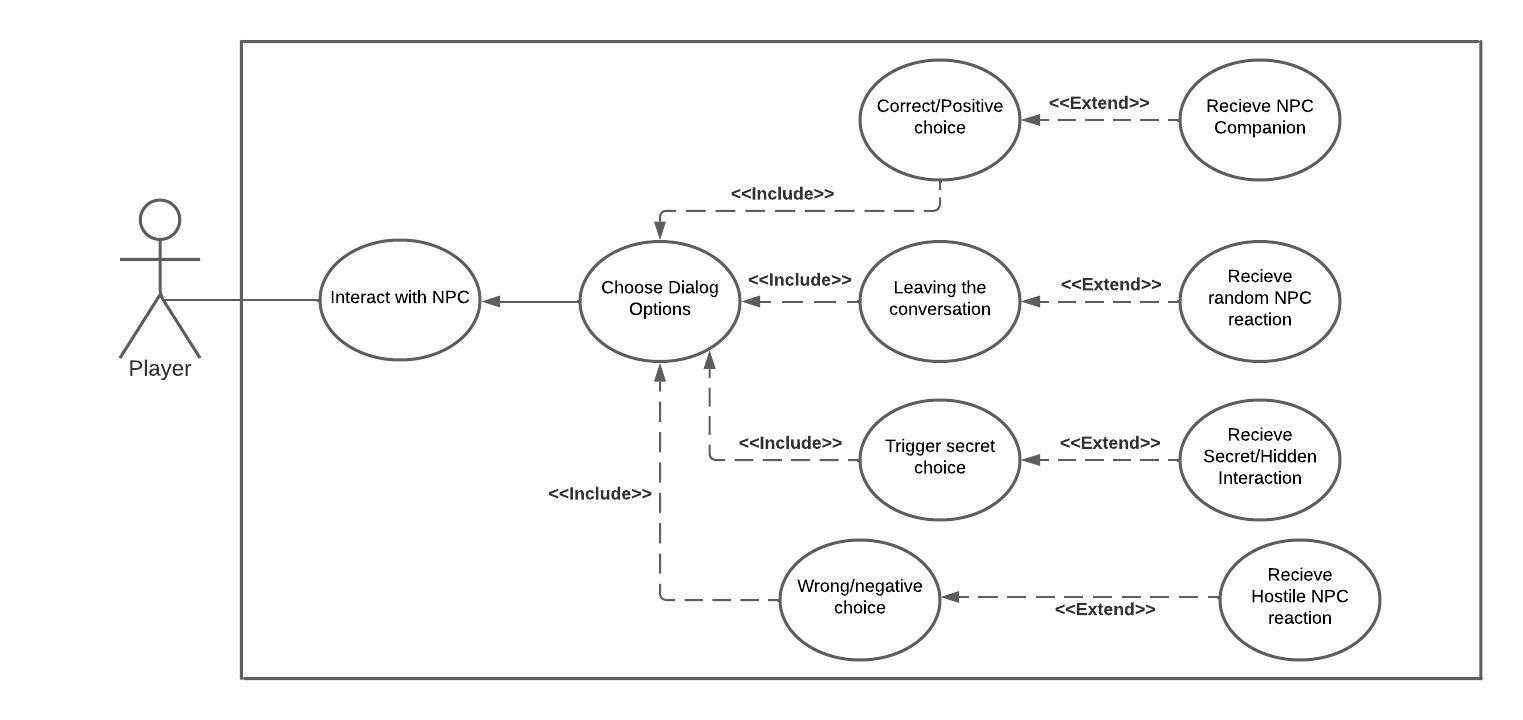 Correct/Positive
choice
<<Extend>>
Recieve NPC
Companion
<<Include>>
Player
Interact with NPC
Choose Dialog
Options
<<Include>>
Leaving the
conversation
<<Extend>>
Recieve
random NPC
reaction
<<Include>>
Trigger secret
choice
<<Extend>>
Recieve
Secret/Hidden
Interaction
<<Include>>
Wrong/negative
choice
<<Extend>>
Recieve
Hostile NPC
reaction